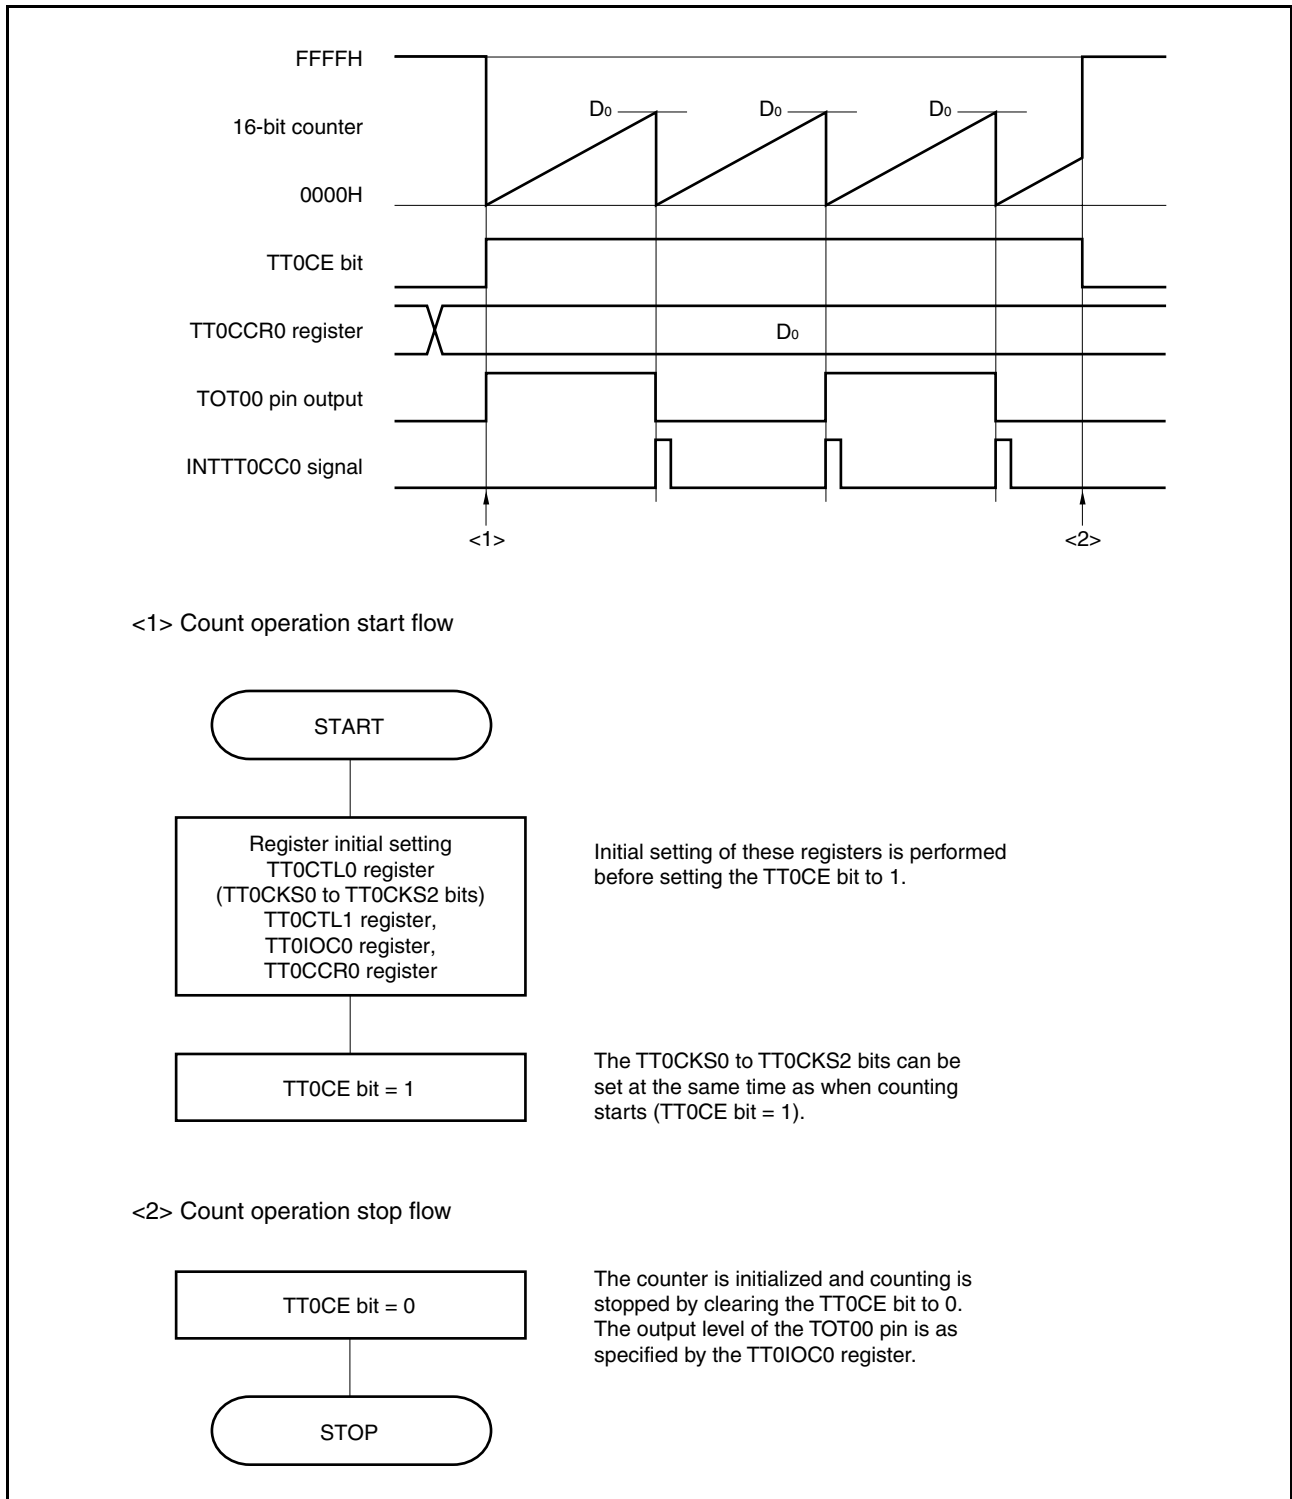 FFFFH
D0 D0 D0
16-bit counter
0000H
TT0CE bit
TT0CCR0 register D0
TOT00 pin output
INTTT0CC0 signal
<1> <2>
<1> Count operation start flow
START
Register initial setting
TT0CTL0 register
(TT0CKS0 to TT0CKS2 bits)
TT0CTL1 register,
TT0IOC0 register,
TT0CCR0 register
Initial setting of these registers is performed
before setting the TT0CE bit to 1.
TT0CE bit = 1
The TT0CKS0 to TT0CKS2 bits can be
set at the same time as when counting
starts (TT0CE bit = 1).
<2> Count operation stop flow
TT0CE bit = 0
The counter is initialized and counting is
stopped by clearing the TT0CE bit to 0.
The output level of the TOT00 pin is as
specified by the TT0IOC0 register.
STOP